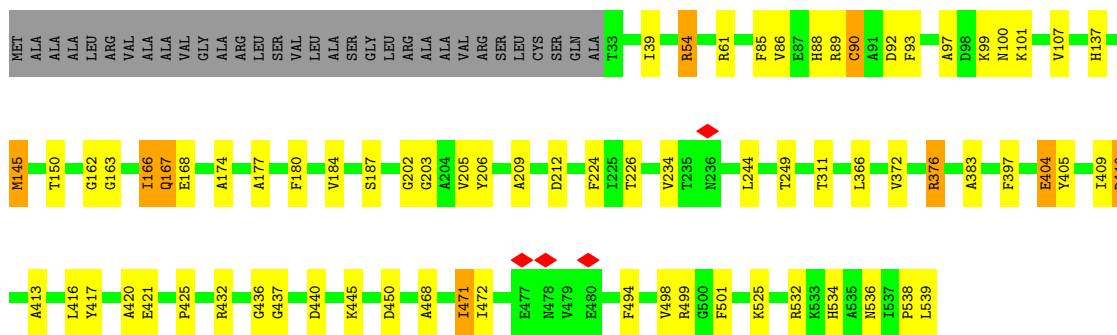 MET ALA ALA ALA LEU ARG VAL ALA ALA VAL GLY ALA ARG LEU SER VAL LEU ALA SER GLY LEU ARG ALA ALA VAL ARG SER LEU CYS SER GLN ALA T33 I39 R54 R61 F85 V86 E87 H88 R89 C90 A91 D92 F93 A97 D98 K99 N100 K101 V107 H137
M145 T150 G162 G163 I166 Q167 E168 A174 A177 F180 V184 S187 G202 G203 A204 V205 Y206 A209 D212 F224 I225 T226 V234 T235 N236 L244 T249 T311 L366 V372 R376 A383 F397 E404 Y405 I409
A413 L416 Y417 A420 E421 P425 R432 G436 G437 D440 K445 D450 A468 I471 I472 E477 N478 V479 E480 F494 V498 R499 G500 F501 K525 R532 K533 H534 A535 N536 I537 P538 L539